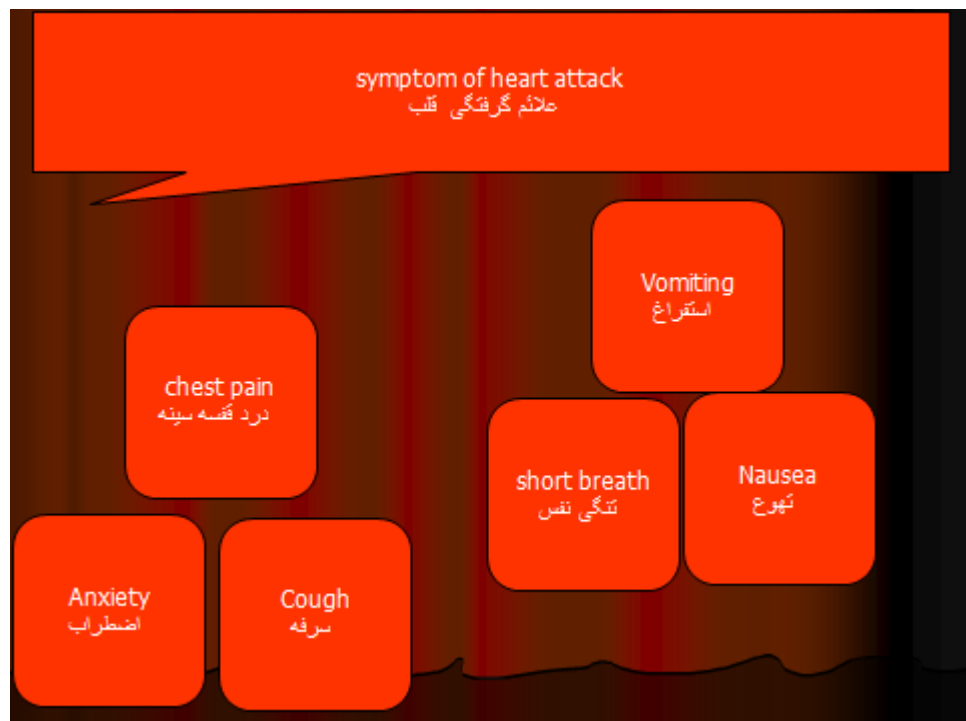 symptom of heart attack
علائم گرفتگی قلب
Vomiting
استفراغ
chest pain
درد قفسه سینه
short breath
تنگی نفس
Nausea
تهوع
Anxiety
اضطراب
Cough
سرفه